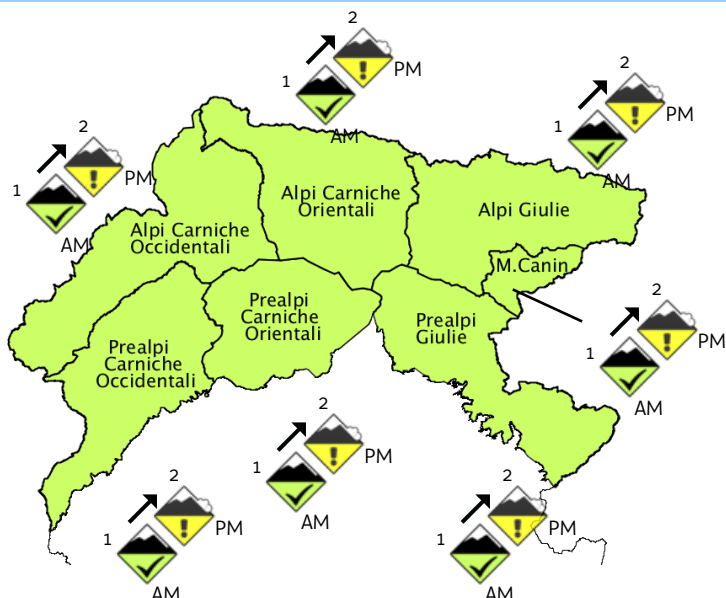 2
1
PM
AM
2
1
PM
AM
2
1
PM
AM
Alpi Carniche
Orientali
Alpi Giulie
Alpi Carniche
Occidentali
M.Canin
Prealpi
Carniche
Orientali
Prealpi
Giulie
2
1
PM
AM
Prealpi
Carniche
Occidentali
2
1
PM
AM
2
1
PM
AM
2
1
PM
AM